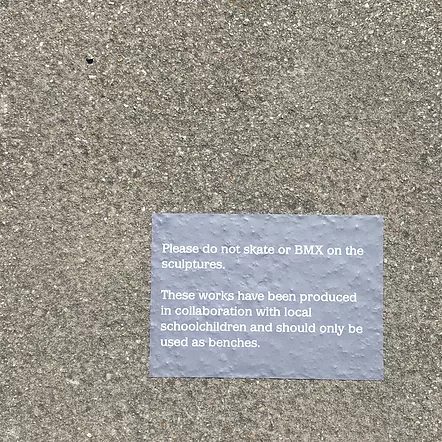 Please do not skate or BMX on the
sculptures.
These works have been produced
in collaboration with local
schoolchildren and should only be
used as benches.